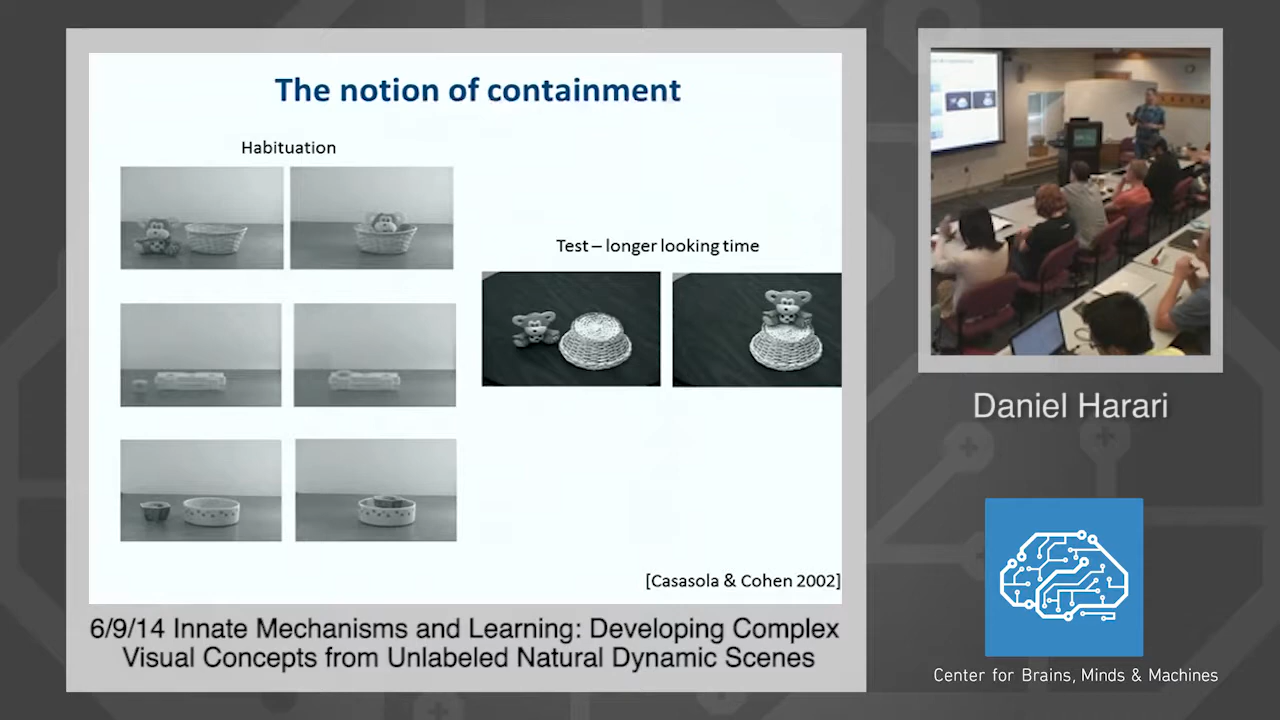 The notion of containment
Habituation
Test – longer looking time
[Casasola & Cohen 2002]
6/9/14 Innate Mechanisms and Learning: Developing Complex
Visual Concepts from Unlabeled Natural Dynamic Scenes
Daniel Harari
Center for Brains, Minds & Machines